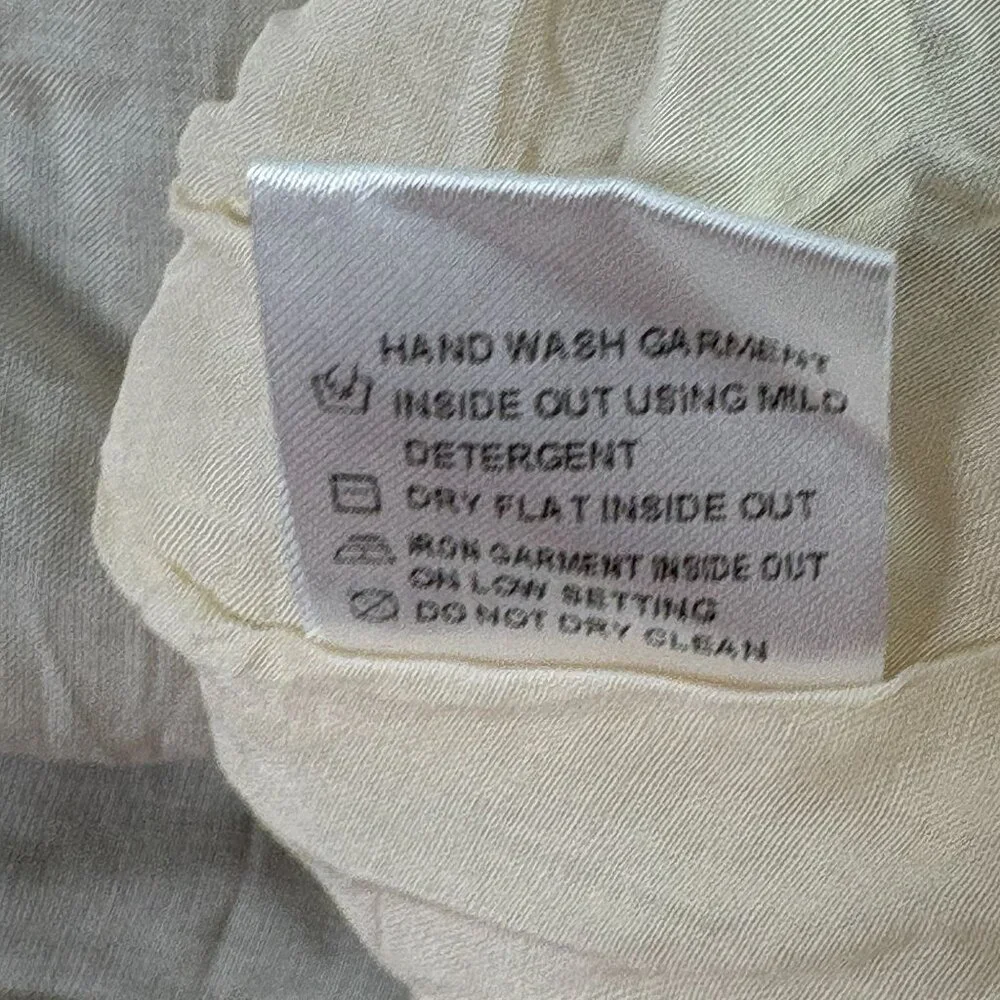 HAND WASH GARMENT
INSIDE OUT USING MILD
DETERGENT
DRY FLAT INSIDE OUT
IRON GARMENT INSIDE OUT
ON LOW SETTING
DO NOT DRY CLEAN